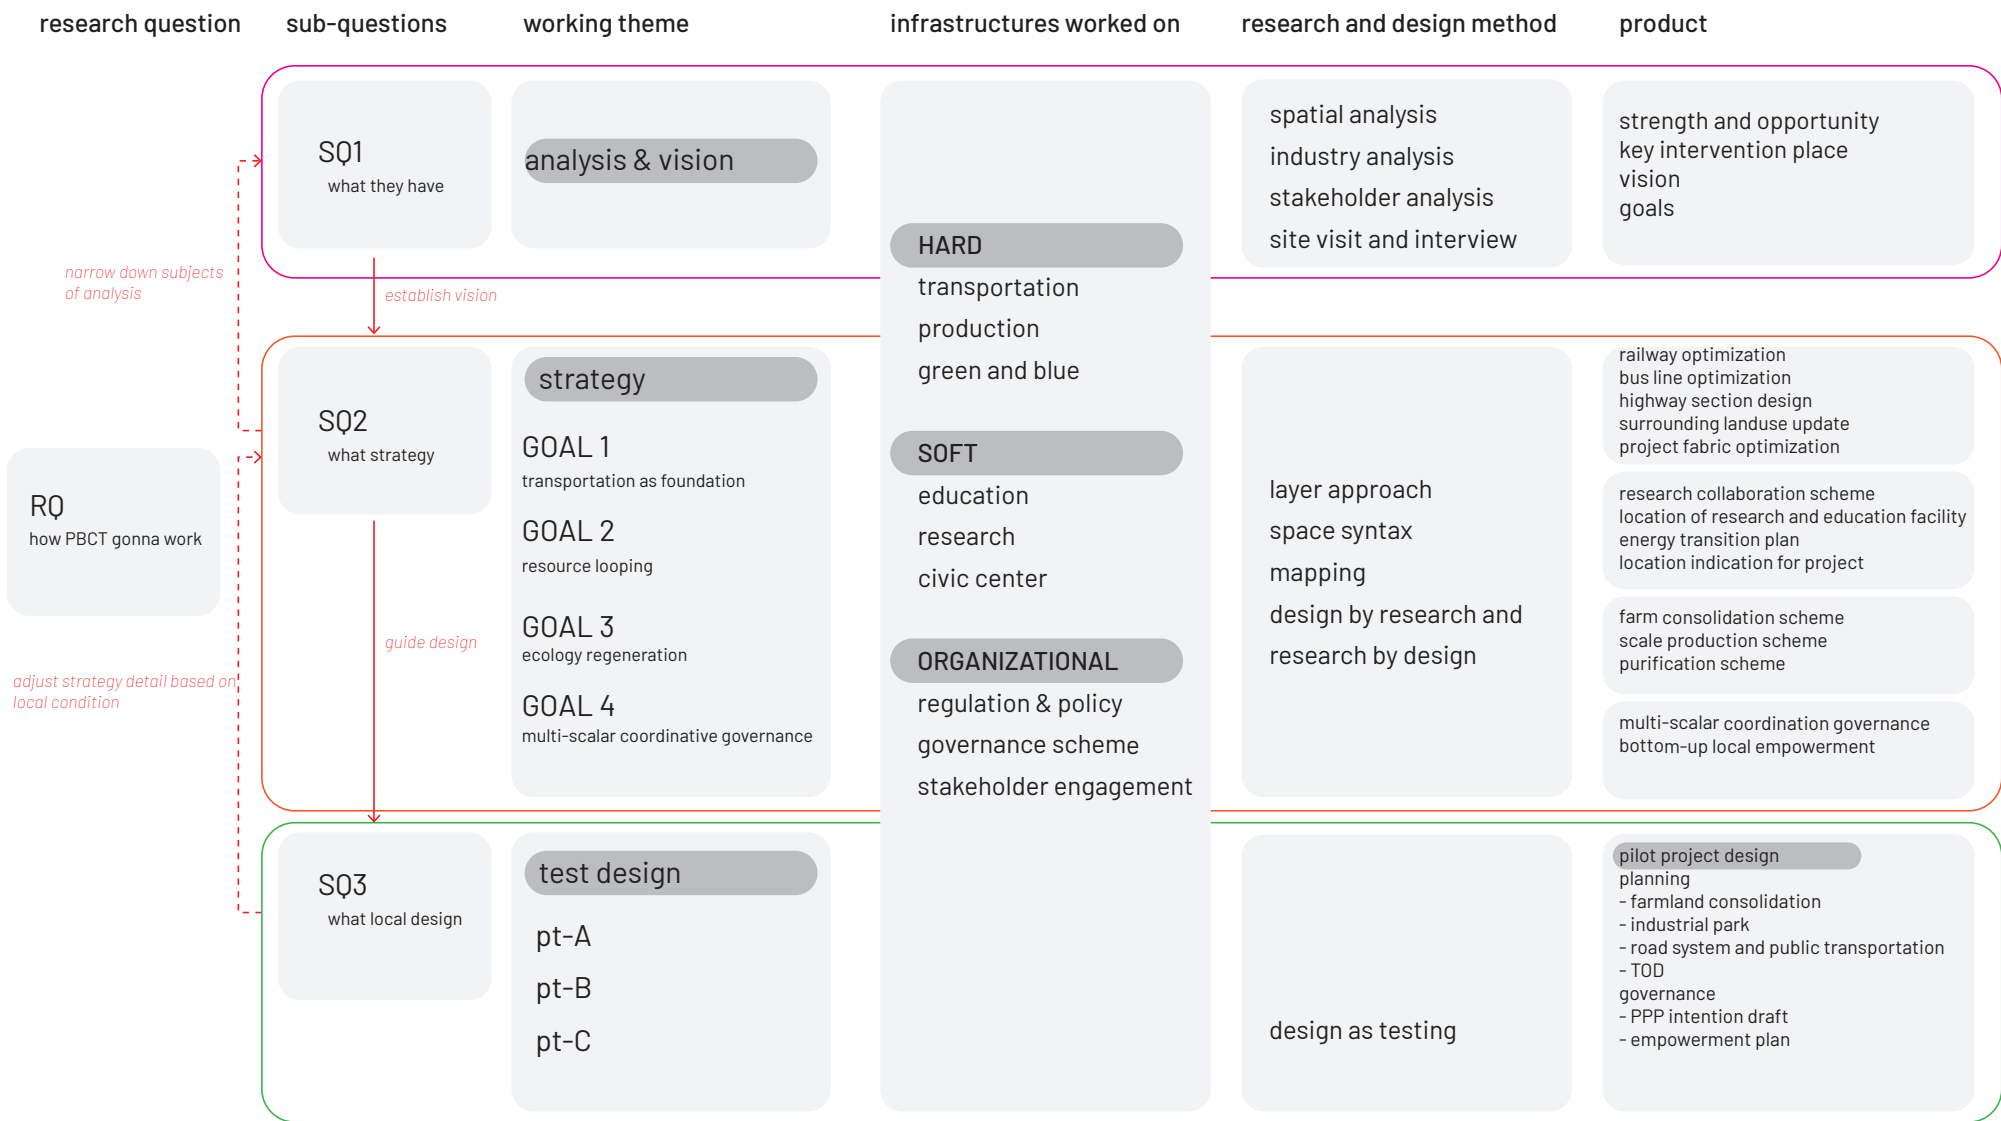 research question
sub-questions
working theme
infrastructures worked on
research and design method
product
RQ
how PBCT gonna work
narrow down subjects
of analysis
adjust strategy detail based on
local condition
SQ1
what they have
establish vision
SQ2
what strategy
guide design
SQ3
what local design
analysis & vision
strategy
GOAL 1
transportation as foundation
GOAL 2
resource looping
GOAL 3
ecology regeneration
GOAL 4
multi-scalar coordinative governance
test design
pt-A
pt-B
pt-C
HARD
transportation
production
green and blue
SOFT
education
research
civic center
ORGANIZATIONAL
regulation & policy
governance scheme
stakeholder engagement
spatial analysis
industry analysis
stakeholder analysis
site visit and interview
layer approach
space syntax
mapping
design by research and
research by design
design as testing
strength and opportunity
key intervention place
vision
goals
railway optimization
bus line optimization
highway section design
surrounding landuse update
project fabric optimization
research collaboration scheme
location of research and education facility
energy transition plan
location indication for project
farm consolidation scheme
scale production scheme
purification scheme
multi-scalar coordination governance
bottom-up local empowerment
pilot project design
planning
- farmland consolidation
- industrial park
- road system and public transportation
- TOD
governance
- PPP intention draft
- empowerment plan